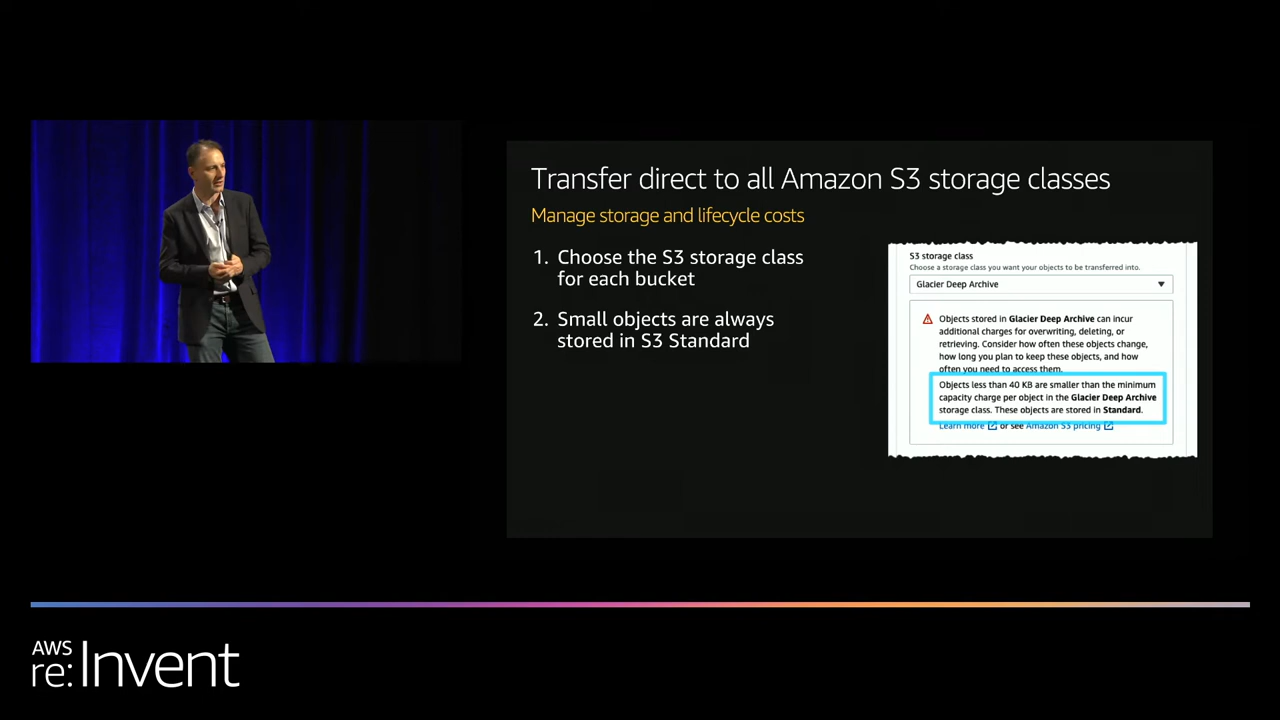 Transfer direct to all Amazon S3 storage classes
Manage storage and lifecycle costs
1. Choose the S3 storage class
for each bucket
2. Small objects are always
stored in S3 Standard
S3 storage class
Choose a storage class you want your objects to be transferred into.
Glacier Deep Archive
Objects stored in Glacier Deep Archive can incur
additional charges for overwriting, deleting, or
retrieving. Consider how often these objects change,
how long you plan to keep these objects, and how
often you need to access them.
Objects less than 40 KB are smaller than the minimum
capacity charge per object in the Glacier Deep Archive
storage class. These objects are stored in Standard.
Learn more or see Amazon S3 pricing
AWS
re:Invent